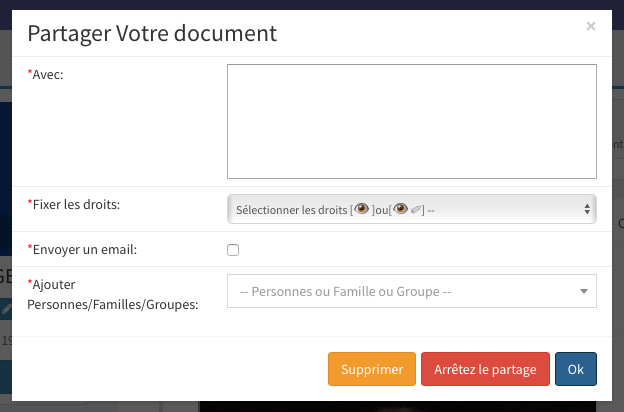 Partager Votre document
×
*Avec:
*Fixer les droits:
Sélectionner les droits [👁 ]ou[👁 ✐] --
*Envoyer un email:
*Ajouter
Personnes/Familles/Groupes:
-- Personnes ou Famille ou Groupe --
Supprimer
Arrêtez le partage
Ok